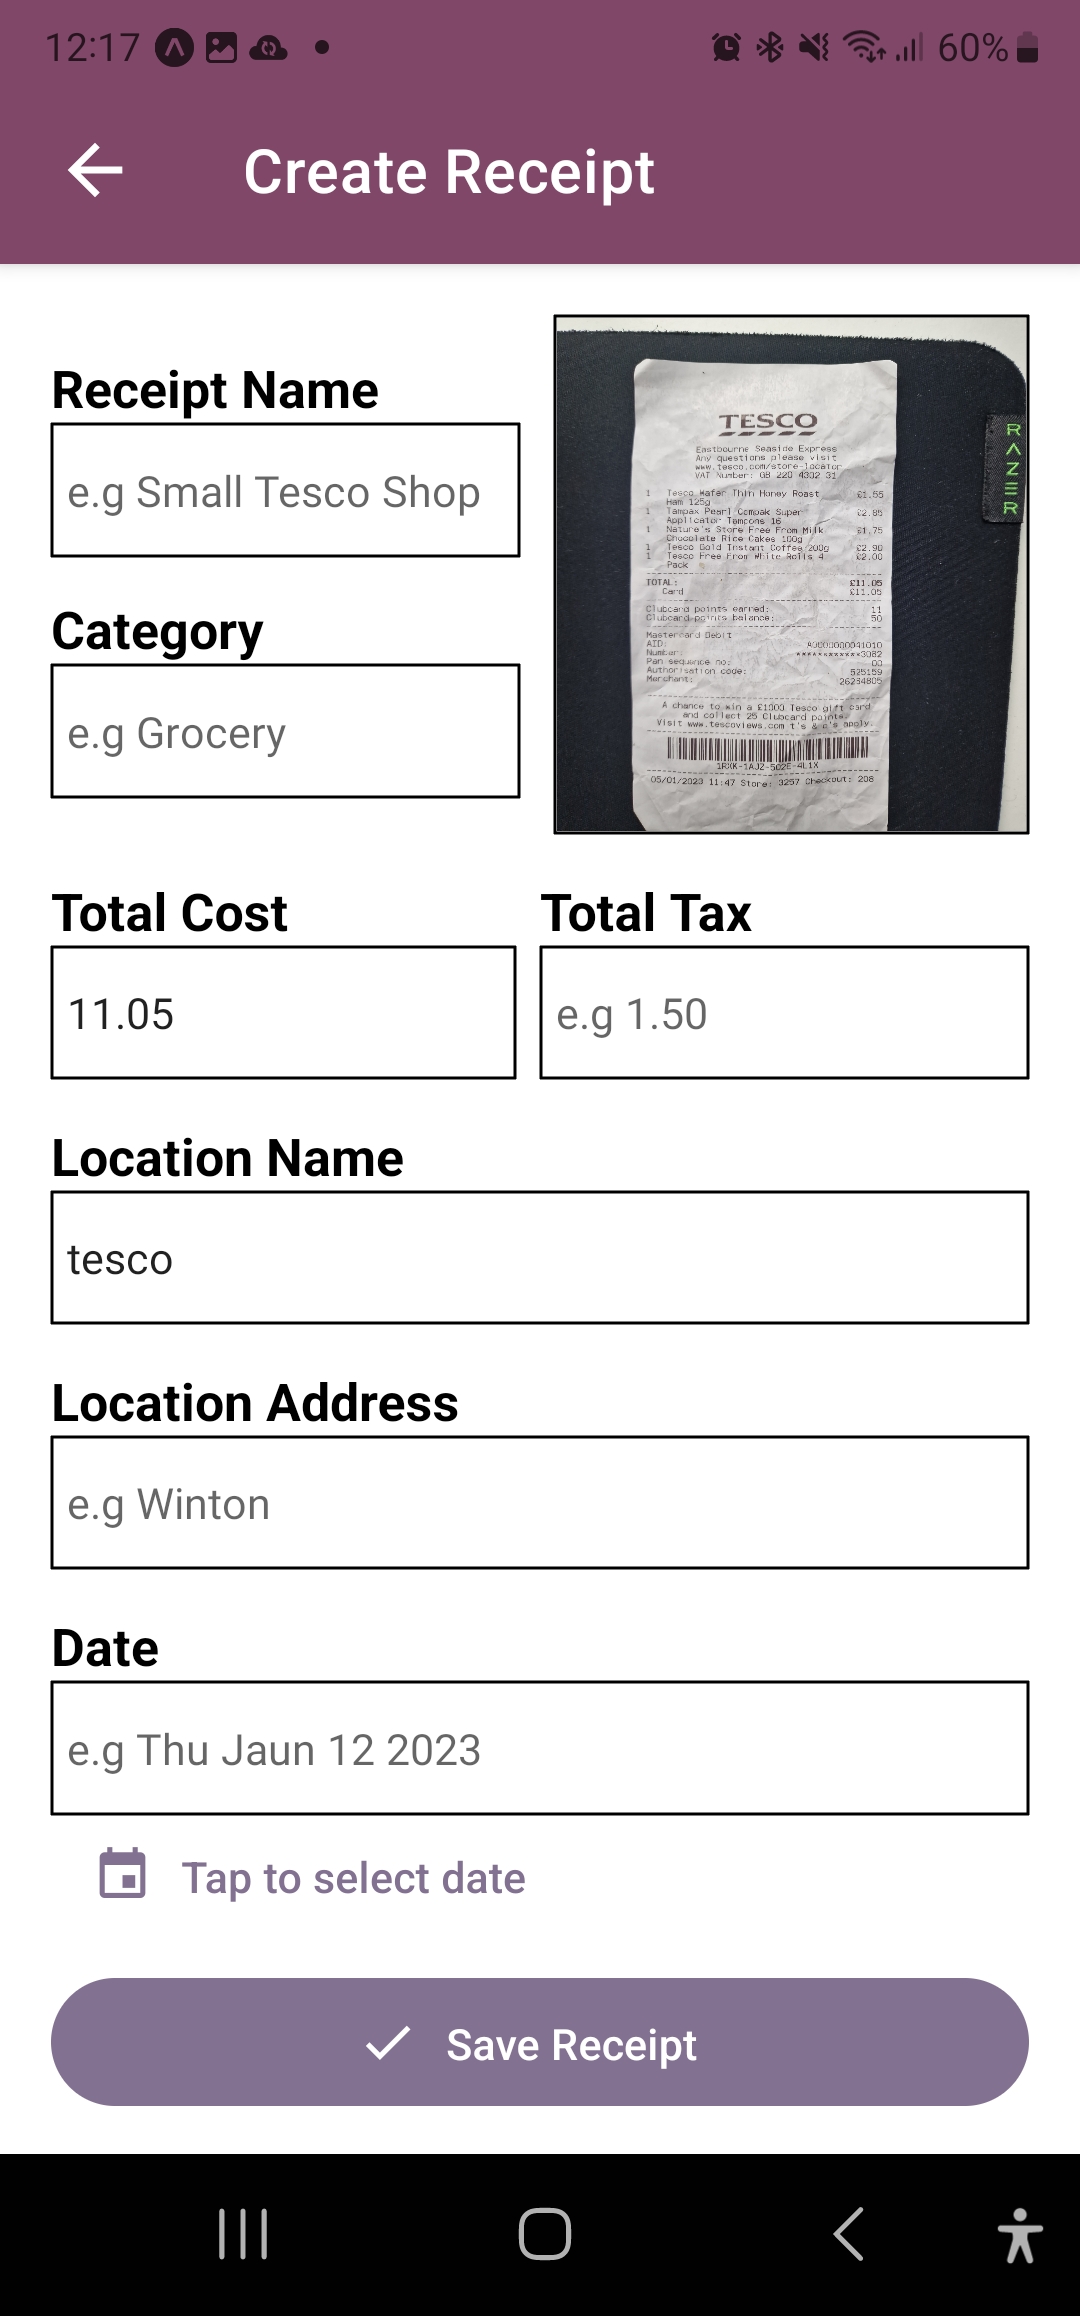 12:17
60%
Create Receipt
Receipt Name
e.g Small Tesco Shop
Category
e.g Grocery
TESCO
Eastbourne Seaside Express
Any questions please visit
www.tesco.com/store-locator
VAT Number: GB 220 4302 31
1 Tesco Wafer Thin Honey Roast £1.55
Ham 125g
1 Tampax Pearl Compak Super £2.85
Applicator Tampons 16
1 Nature's Store Free From Milk £1.75
Chocolate Rice Cakes 100g
1 Tesco Gold Instant Coffee 200g £2.90
1 Tesco Free From White Rolls 4 £2.00
Pack
TOTAL: £11.05
Card £11.05
Clubcard points earned: 11
Clubcard points balance: 50
Mastercard Debit
AID: A0000000041010
Number: ************3082
Pan sequence no: 00
Authorisation code: 525159
Merchant: 26284805
A chance to win a £1000 Tesco gift card
and collect 25 Clubcard points.
Visit www.tescoviews.com t's & c's apply.
05/01/2023 11:47 Store: 3257 Checkout: 208
RAZER
Total Cost
11.05
Total Tax
e.g 1.50
Location Name
tesco
Location Address
e.g Winton
Date
e.g Thu Jaun 12 2023
Tap to select date
Save Receipt